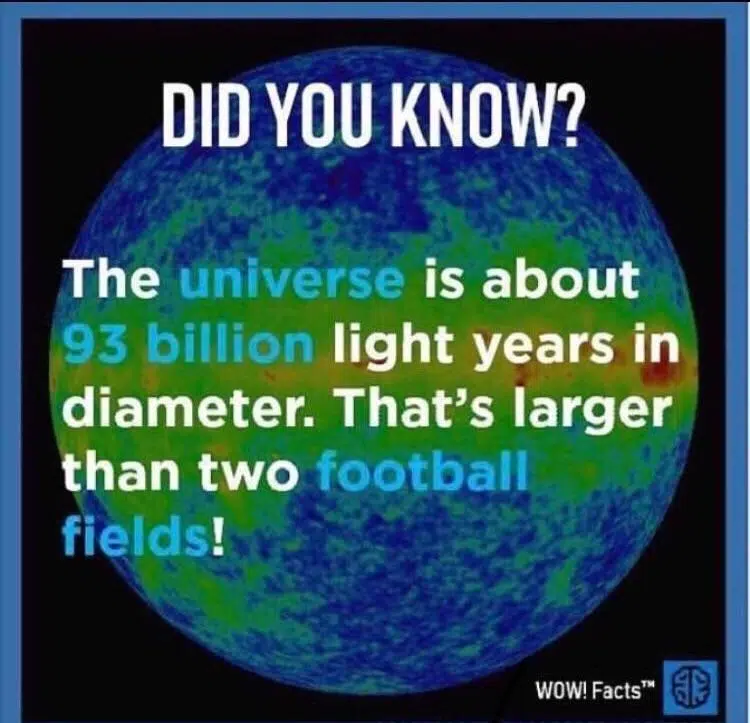 DID YOU KNOW?
The universe is about
93 billion light years in
diameter. That's larger
than two football
fields!
WOW! Facts™